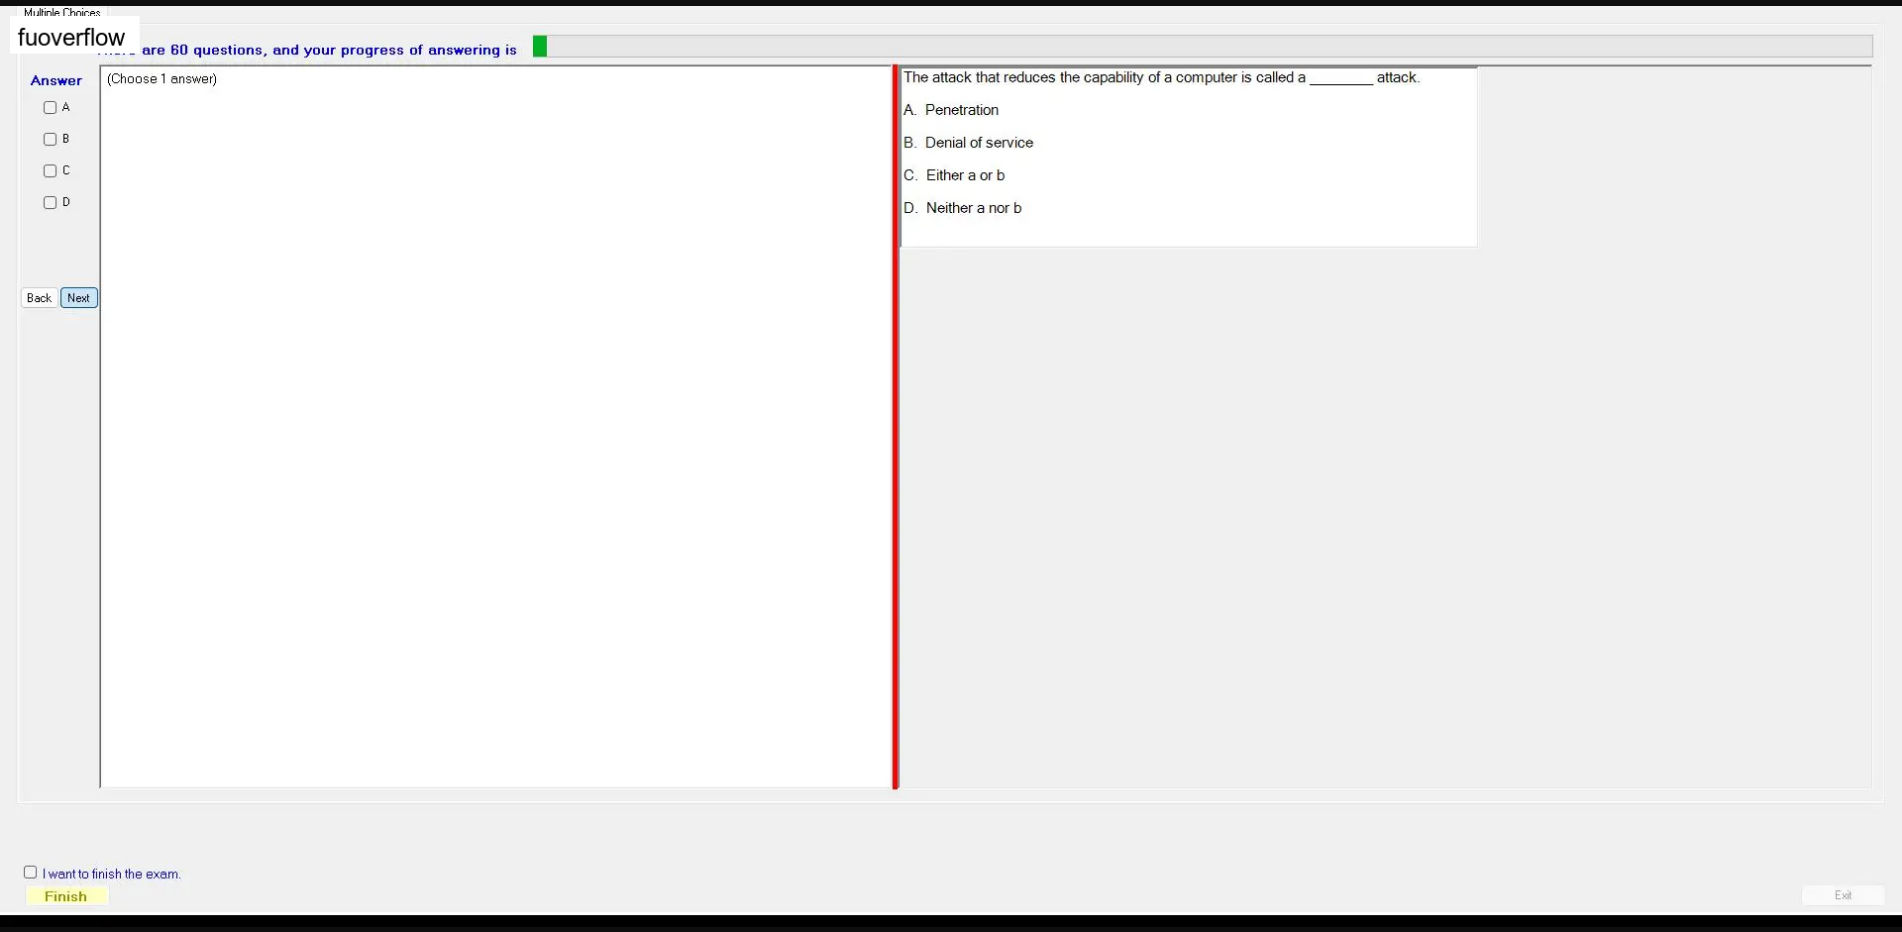 Multiple Choices
fuoverflow
are 60 questions, and your progress of answering is
Answer
(Choose 1 answer)
A
B
C
D
Back Next
The attack that reduces the capability of a computer is called a ________ attack.
A. Penetration
B. Denial of service
C. Either a or b
D. Neither a nor b
I want to finish the exam.
Finish
Exit